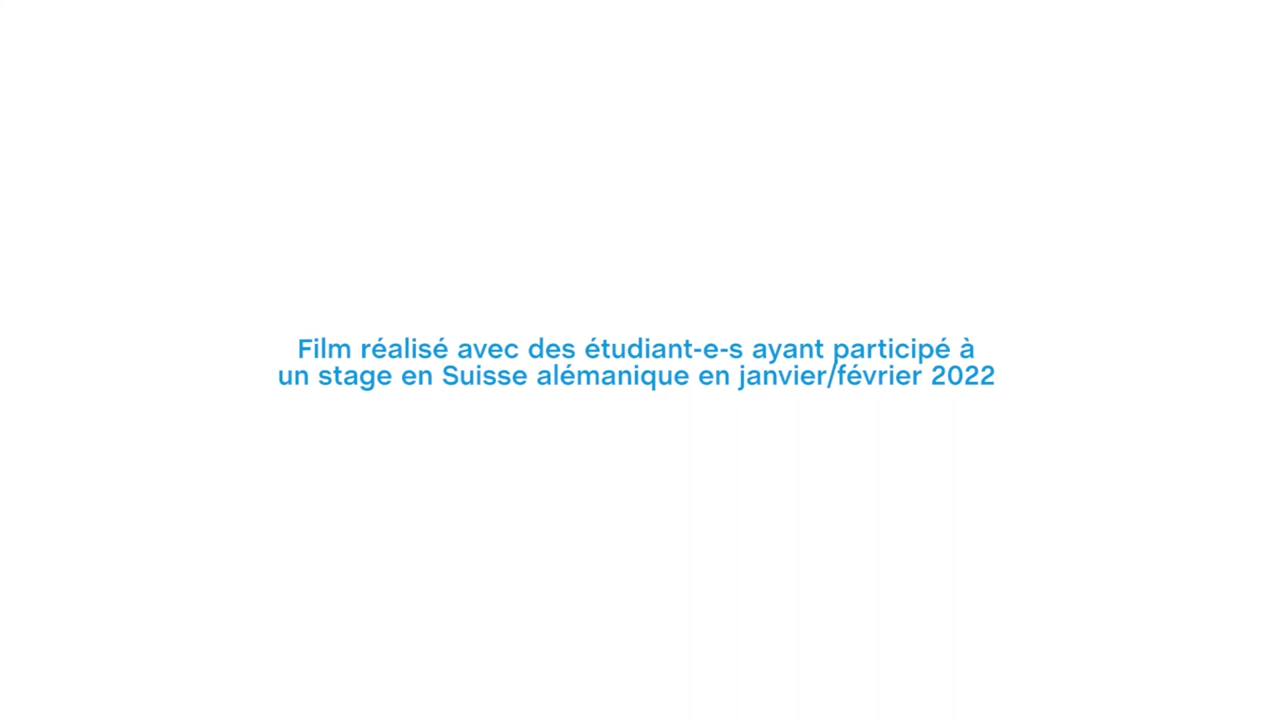 Film réalisé avec des étudiant-e-s ayant participé à
un stage en Suisse alémanique en janvier/février 2022